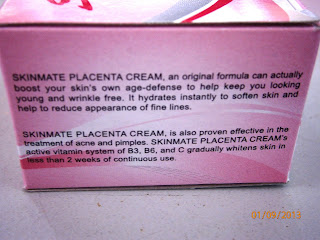 SKINMATE PLACENTA CREAM, an original formula can actually
boost your skin's own age-defense to help keep you looking
young and wrinkle free. It hydrates instantly to soften skin and
help to reduce appearance of fine lines.
SKINMATE PLACENTA CREAM, is also proven effective in the
treatment of acne and pimples. SKINMATE PLACENTA CREAM's
active vitamin system of B3, B6, and C gradually whitens skin in
less than 2 weeks of continuous use.
01/09/2013